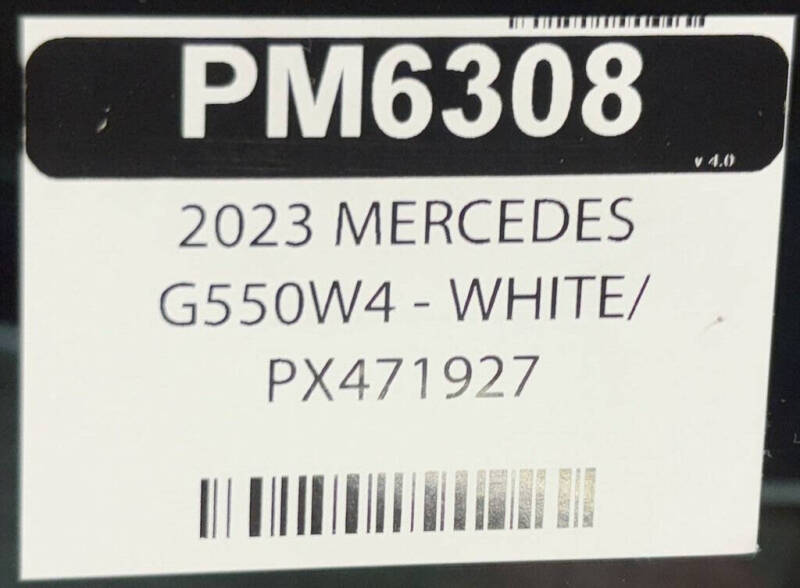 PM6308
v 4.0
2023 MERCEDES
G550W4 - WHITE/
PX471927